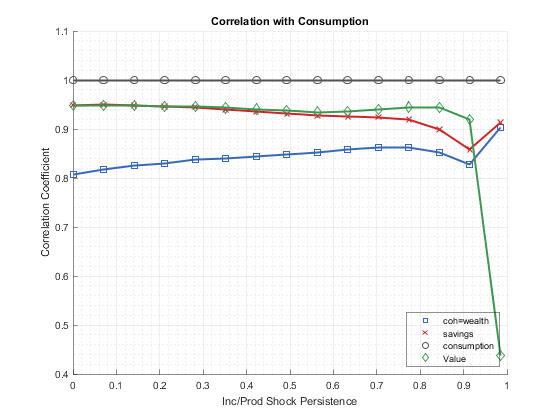 Correlation with Consumption
1.1
1
0.9
0.8
0.7
0.6
0.5
0.4
Correlation Coefficient
0
0.1
0.2
0.3
0.4
0.5
0.6
0.7
0.8
0.9
1
Inc/Prod Shock Persistence
coh=wealth
savings
consumption
Value